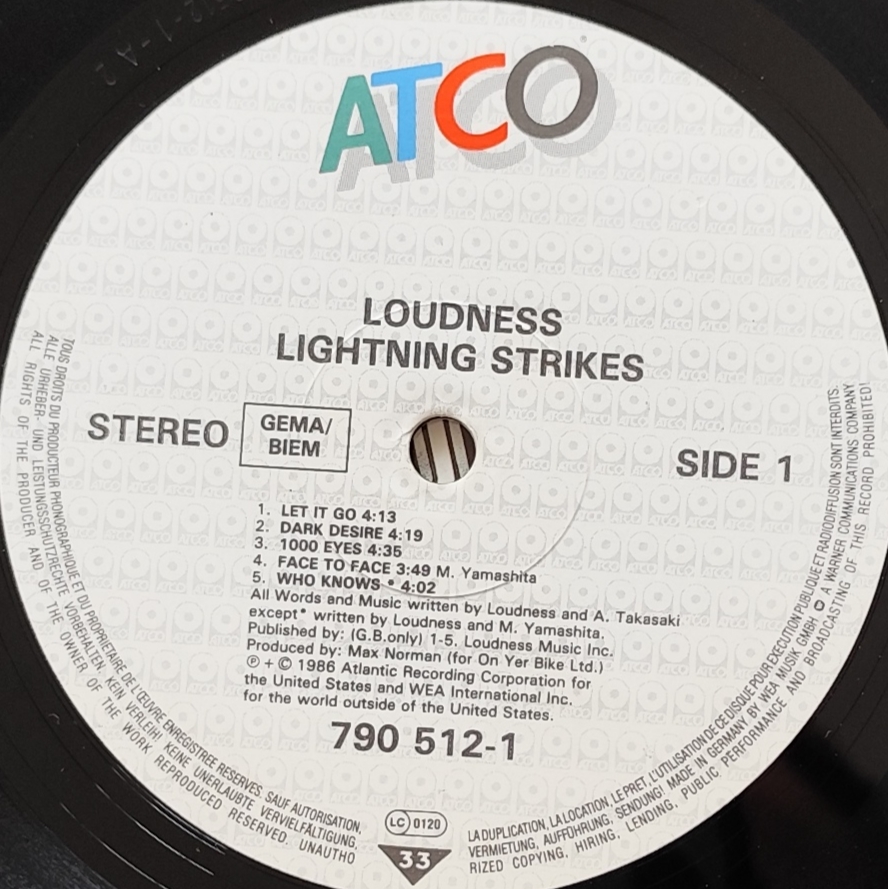 ATCO
LOUDNESS
LIGHTNING STRIKES
STEREO
GEMA/
BIEM
SIDE 1
1. LET IT GO 4:13
2. DARK DESIRE 4:19
3. 1000 EYES 4:35
4. FACE TO FACE 3:49 M. Yamashita
5. WHO KNOWS * 4:02
All Words and Music written by Loudness and A. Takasaki
except* written by Loudness and M. Yamashita.
Published by: (G.B.only) 1-5. Loudness Music Inc.
Produced by: Max Norman (for On Yer Bike Ltd.)
℗ + © 1986 Atlantic Recording Corporation for
the United States and WEA International Inc.
for the world outside of the United States.
790 512-1
LC 0120
33
TOUS DROITS DU PRODUCTEUR PHONOGRAPHIQUE ET DU PROPRIETAIRE DE L'ŒUVRE ENREGISTREE RESERVES. SAUF AUTORISATION,
LA DUPLICATION, LA LOCATION, LE PRET, L'UTILISATION DE CE DISQUE POUR EXECUTION PUBLIQUE ET RADIODIFFUSION SONT INTERDITS.
ALLE URHEBER- UND LEISTUNGSSCHUTZRECHTE VORBEHALTEN. KEIN VERLEIH! KEINE UNERLAUBTE VERVIELFÄLTIGUNG,
VERMIETUNG, AUFFÜHRUNG, SENDUNG! MADE IN GERMANY BY WEA MUSIK GMBH A WARNER COMMUNICATIONS COMPANY
ALL RIGHTS OF THE PRODUCER AND OF THE OWNER OF THE WORK REPRODUCED RESERVED. UNAUTHO
RIZED COPYING, HIRING, LENDING, PUBLIC PERFORMANCE AND BROADCASTING OF THIS RECORD PROHIBITED!